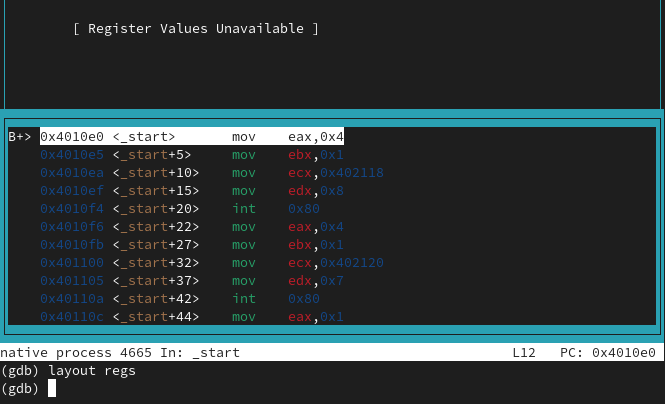 [ Register Values Unavailable ]
B+> 0x4010e0 <_start> mov eax,0x4
0x4010e5 <_start+5> mov ebx,0x1
0x4010ea <_start+10> mov ecx,0x402118
0x4010ef <_start+15> mov edx,0x8
0x4010f4 <_start+20> int 0x80
0x4010f6 <_start+22> mov eax,0x4
0x4010fb <_start+27> mov ebx,0x1
0x401100 <_start+32> mov ecx,0x402120
0x401105 <_start+37> mov edx,0x7
0x40110a <_start+42> int 0x80
0x40110c <_start+44> mov eax,0x1
native process 4665 In: _start L12 PC: 0x4010e0
(gdb) layout regs
(gdb)